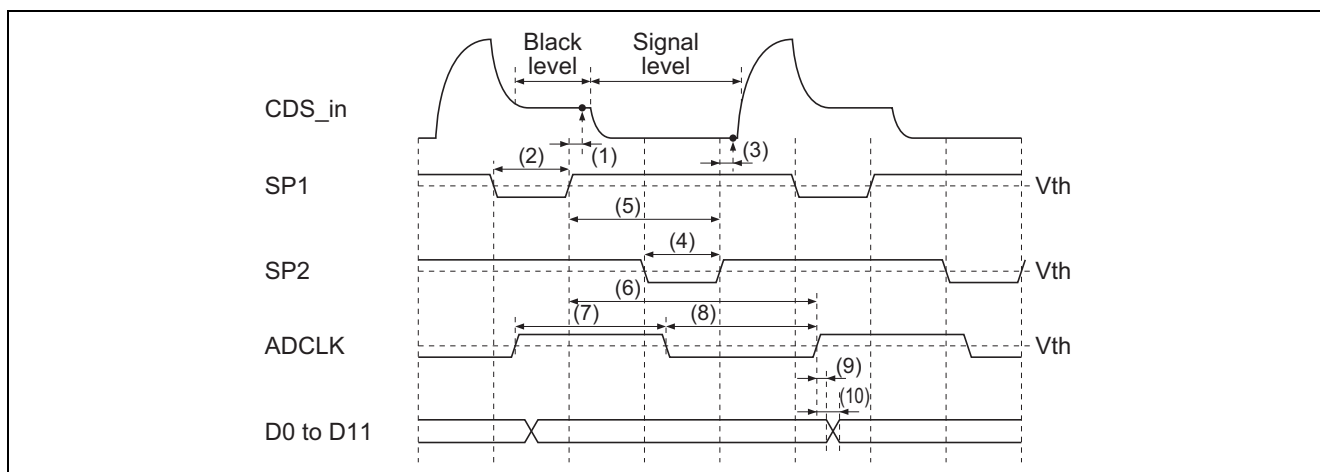 Black level
Signal level
CDS_in
(1)
(3)
(2)
SP1
Vth
(5)
(4)
SP2
Vth
(6)
(7)
(8)
ADCLK
Vth
(9)
(10)
D0 to D11